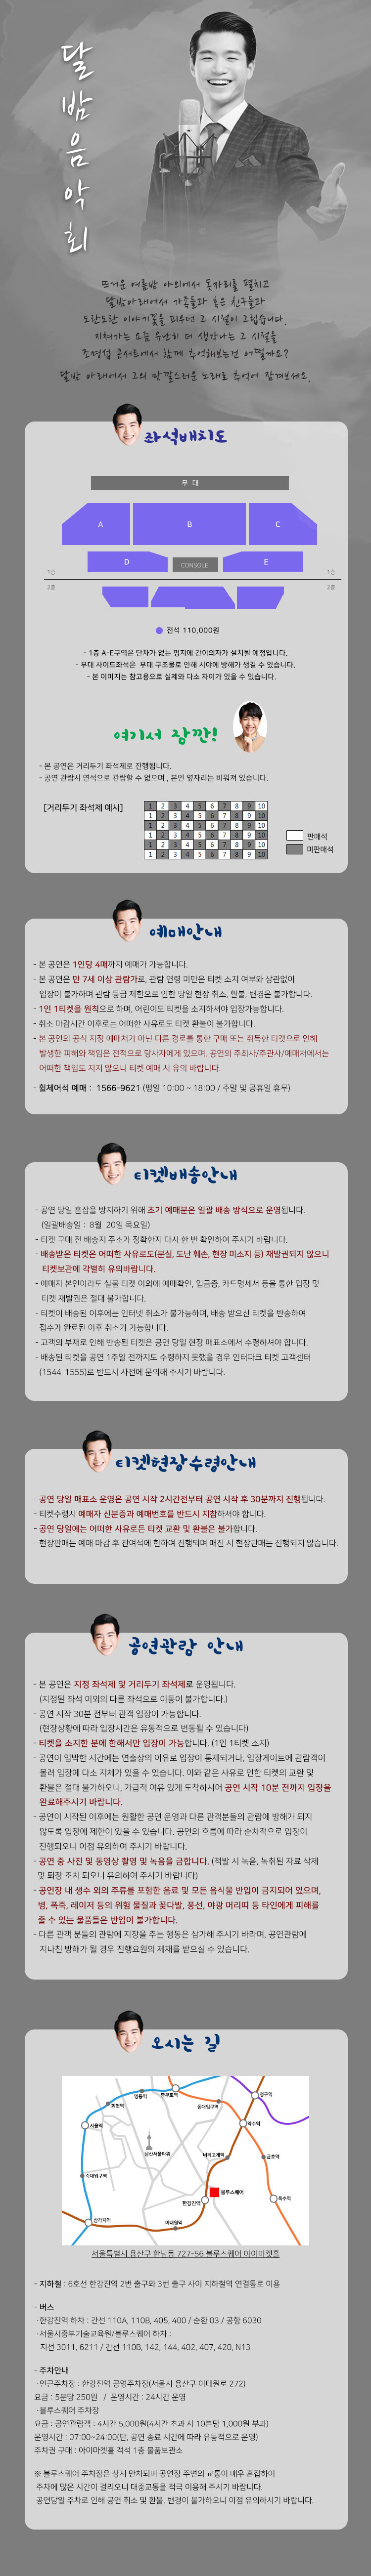 달
밤
음
악
회
뜨거운 여름밤 야외에서 돗자리를 펼치고
달밤아래에서 가족들과 혹은 친구들과
도란도란 이야기꽃을 피우던 그 시절이 그립습니다.
지쳐가는 요즘 유난히 더 생각나는 그 시절을
조명섭 콘서트에서 함께 추억해보는건 어떨까요?
달밤 아래에서 그의 맛깔스러운 노래로 추억에 잠겨보세요.
좌석배치도
무 대
A
B
C
D
CONSOLE
E
1층
1층
2층
2층
전석 110,000원
- 1층 A-E구역은 단차가 없는 평지에 간이의자가 설치될 예정입니다.
- 무대 사이드좌석은 무대 구조물로 인해 시야에 방해가 생길 수 있습니다.
- 본 이미지는 참고용으로 실제와 다소 차이가 있을 수 있습니다.
여기서 잠깐!
- 본 공연은 거리두기 좌석제로 진행됩니다.
- 공연 관람시 연석으로 관람할 수 없으며, 본인 옆자리는 비워져 있습니다.
[거리두기 좌석제 예시]
1 2 3 4 5 6 7 8 9 10
1 2 3 4 5 6 7 8 9 10
1 2 3 4 5 6 7 8 9 10
1 2 3 4 5 6 7 8 9 10
1 2 3 4 5 6 7 8 9 10
1 2 3 4 5 6 7 8 9 10
판매석
미판매석
예매안내
- 본 공연은 1인당 4매까지 예매가 가능합니다.
- 본 공연은 만 7세 이상 관람가로, 관람 연령 미만은 티켓 소지 여부와 상관없이
입장이 불가하며 관람 등급 제한으로 인한 당일 현장 취소, 환불, 변경은 불가합니다.
- 1인 1티켓을 원칙으로 하며, 어린이도 티켓을 소지하셔야 입장가능합니다.
- 취소 마감시간 이후로는 어떠한 사유로도 티켓 환불이 불가합니다.
- 본 공연의 공식 지정 예매처가 아닌 다른 경로를 통한 구매 또는 취득한 티켓으로 인해
발생한 피해와 책임은 전적으로 당사자에게 있으며, 공연의 주최사/주관사/예매처에서는
어떠한 책임도 지지 않으니 티켓 예매 시 유의 바랍니다.
- 휠체어석 예매 : 1566-9621 (평일 10:00 ~ 18:00 / 주말 및 공휴일 휴무)
티켓배송안내
- 공연 당일 혼잡을 방지하기 위해 초기 예매분은 일괄 배송 방식으로 운영됩니다.
(일괄배송일 : 8월 20일 목요일)
- 티켓 구매 전 배송지 주소가 정확한지 다시 한 번 확인하여 주시기 바랍니다.
- 배송받은 티켓은 어떠한 사유로도(분실, 도난 훼손, 현장 미소지 등) 재발권되지 않으니
티켓보관에 각별히 유의바랍니다.
- 예매자 본인이라도 실물 티켓 이외에 예매확인, 입금증, 카드명세서 등을 통한 입장 및
티켓 재발권은 절대 불가합니다.
- 티켓이 배송된 이후에는 인터넷 취소가 불가능하며, 배송 받으신 티켓을 반송하여
접수가 완료된 이후 취소가 가능합니다.
- 고객의 부재로 인해 반송된 티켓은 공연 당일 현장 매표소에서 수령하셔야 합니다.
- 배송된 티켓을 공연 1주일 전까지도 수령하지 못했을 경우 인터파크 티켓 고객센터
(1544-1555)로 반드시 사전에 문의해 주시기 바랍니다.
티켓현장수령안내
- 공연 당일 매표소 운영은 공연 시작 2시간전부터 공연 시작 후 30분까지 진행됩니다.
- 티켓수령시 예매자 신분증과 예매번호를 반드시 지참하셔야 합니다.
- 공연 당일에는 어떠한 사유로든 티켓 교환 및 환불은 불가합니다.
- 현장판매는 예매 마감 후 잔여석에 한하여 진행되며 매진 시 현장판매는 진행되지 않습니다.
공연관람 안내
- 본 공연은 지정 좌석제 및 거리두기 좌석제로 운영됩니다.
(지정된 좌석 이외의 다른 좌석으로 이동이 불가합니다.)
- 공연 시작 30분 전부터 관객 입장이 가능합니다.
(현장상황에 따라 입장시간은 유동적으로 변동될 수 있습니다)
- 티켓을 소지한 분에 한해서만 입장이 가능합니다. (1인 1티켓 소지)
- 공연이 임박한 시간에는 연출상의 이유로 입장이 통제되거나, 입장게이트에 관람객이
몰려 입장에 다소 지체가 있을 수 있습니다. 이와 같은 사유로 인한 티켓의 교환 및
환불은 절대 불가하오니, 가급적 여유 있게 도착하시어 공연 시작 10분 전까지 입장을
완료해주시기 바랍니다.
- 공연이 시작된 이후에는 원활한 공연 운영과 다른 관객분들의 관람에 방해가 되지
않도록 입장에 제한이 있을 수 있습니다. 공연의 흐름에 따라 순차적으로 입장이
진행되오니 이점 유의하여 주시기 바랍니다.
- 공연 중 사진 및 동영상 촬영 및 녹음을 금합니다. (적발 시 녹음, 녹취된 자료 삭제
및 퇴장 조치 되오니 유의하여 주시기 바랍니다)
- 공연장 내 생수 외의 주류를 포함한 음료 및 모든 음식물 반입이 금지되어 있으며,
병, 폭죽, 레이저 등의 위험 물질과 꽃다발, 풍선, 야광 머리띠 등 타인에게 피해를
줄 수 있는 물품들은 반입이 불가합니다.
- 다른 관객 분들의 관람에 지장을 주는 행동은 삼가해 주시기 바라며, 공연관람에
지나친 방해가 될 경우 진행요원의 제재를 받으실 수 있습니다.
오시는 길
명동역
충무로역
동대입구역
청구역
회현역
서울역
약수역
남산서울타워
버티고개역
금호역
숙대입구역
블루스퀘어
한강진역
옥수역
삼각지역
이태원역
서울특별시 용산구 한남동 727-56 블루스퀘어 아이마켓홀
- 지하철 : 6호선 한강진역 2번 출구와 3번 출구 사이 지하철역 연결통로 이용
- 버스
·한강진역 하차 : 간선 110A, 110B, 405, 400 / 순환 03 / 공항 6030
·서울시중부기술교육원/블루스퀘어 하차 :
지선 3011, 6211 / 간선 110B, 142, 144, 402, 407, 420, N13
- 주차안내
·인근주차장 : 한강진역 공영주차장(서울시 용산구 이태원로 272)
요금 : 5분당 250원 / 운영시간 : 24시간 운영
·블루스퀘어 주차장
요금 : 공연관람객 : 4시간 5,000원(4시간 초과 시 10분당 1,000원 부과)
운영시간 : 07:00~24:00(단, 공연 종료 시간에 따라 유동적으로 운영)
주차권 구매 : 아이마켓홀 객석 1층 물품보관소
※ 블루스퀘어 주차장은 상시 만차되며 공연장 주변의 교통이 매우 혼잡하여
주차에 많은 시간이 걸리오니 대중교통을 적극 이용해 주시기 바랍니다.
공연당일 주차로 인해 공연 취소 및 환불, 변경이 불가하오니 이점 유의하시기 바랍니다.